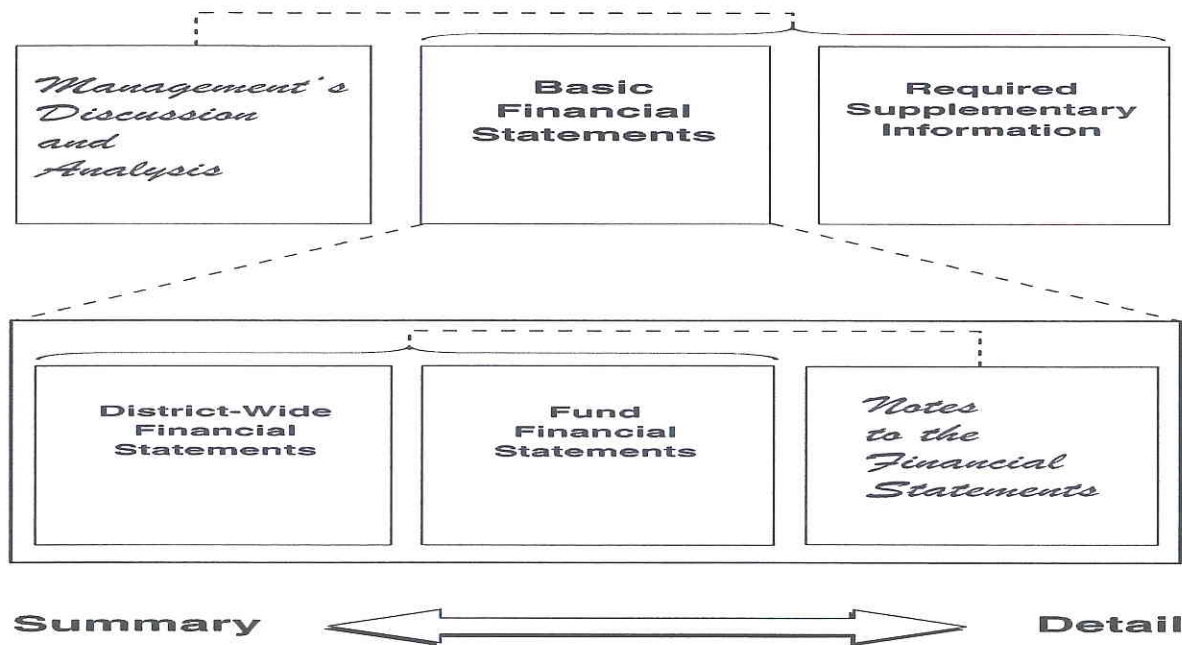 Management's
Discussion
and
Analysis
Basic
Financial
Statements
Required
Supplementary
Information
District-Wide
Financial
Statements
Fund
Financial
Statements
Notes
to the
Financial
Statements
Summary
Detail